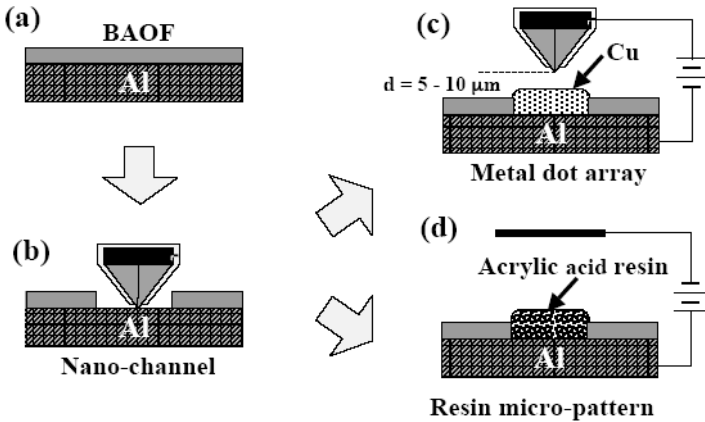 (a)
BAOF
Al
(b)
Al
Nano-channel
(c)
Cu
d = 5 - 10 μm
Al
Metal dot array
(d)
Acrylic acid resin
Al
Resin micro-pattern